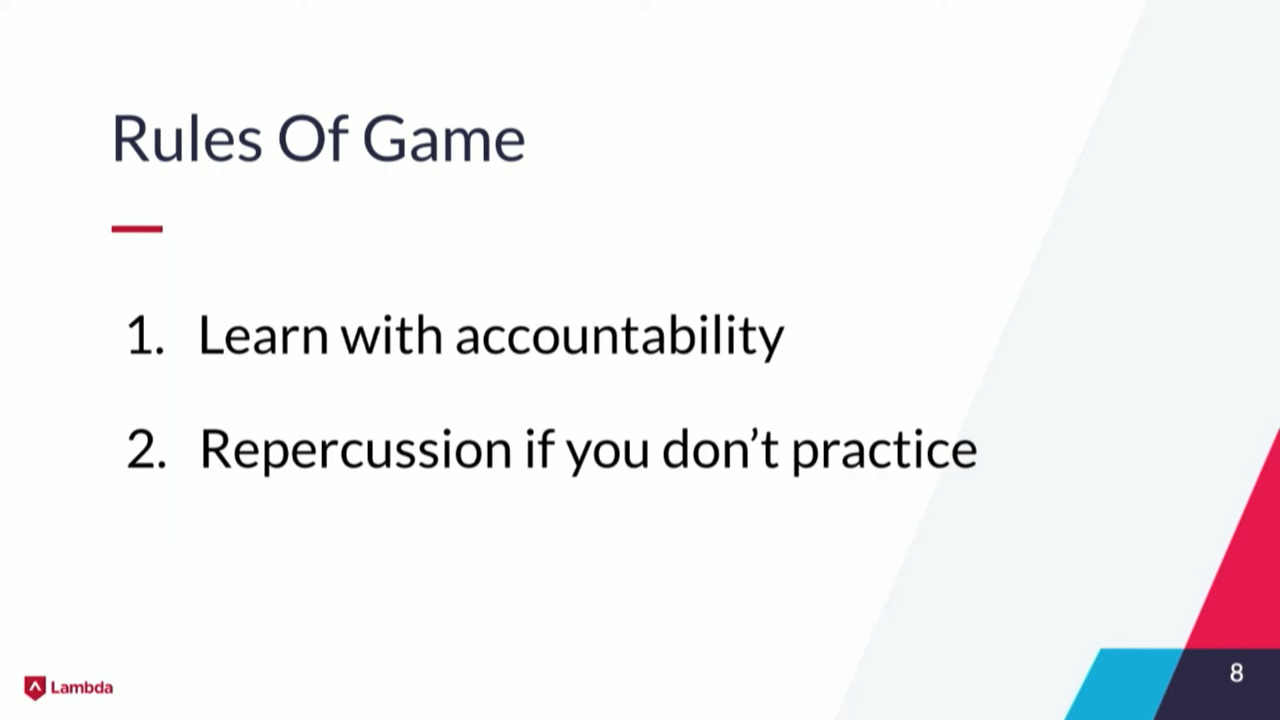 Rules Of Game
1. Learn with accountability
2. Repercussion if you don’t practice
Lambda
8